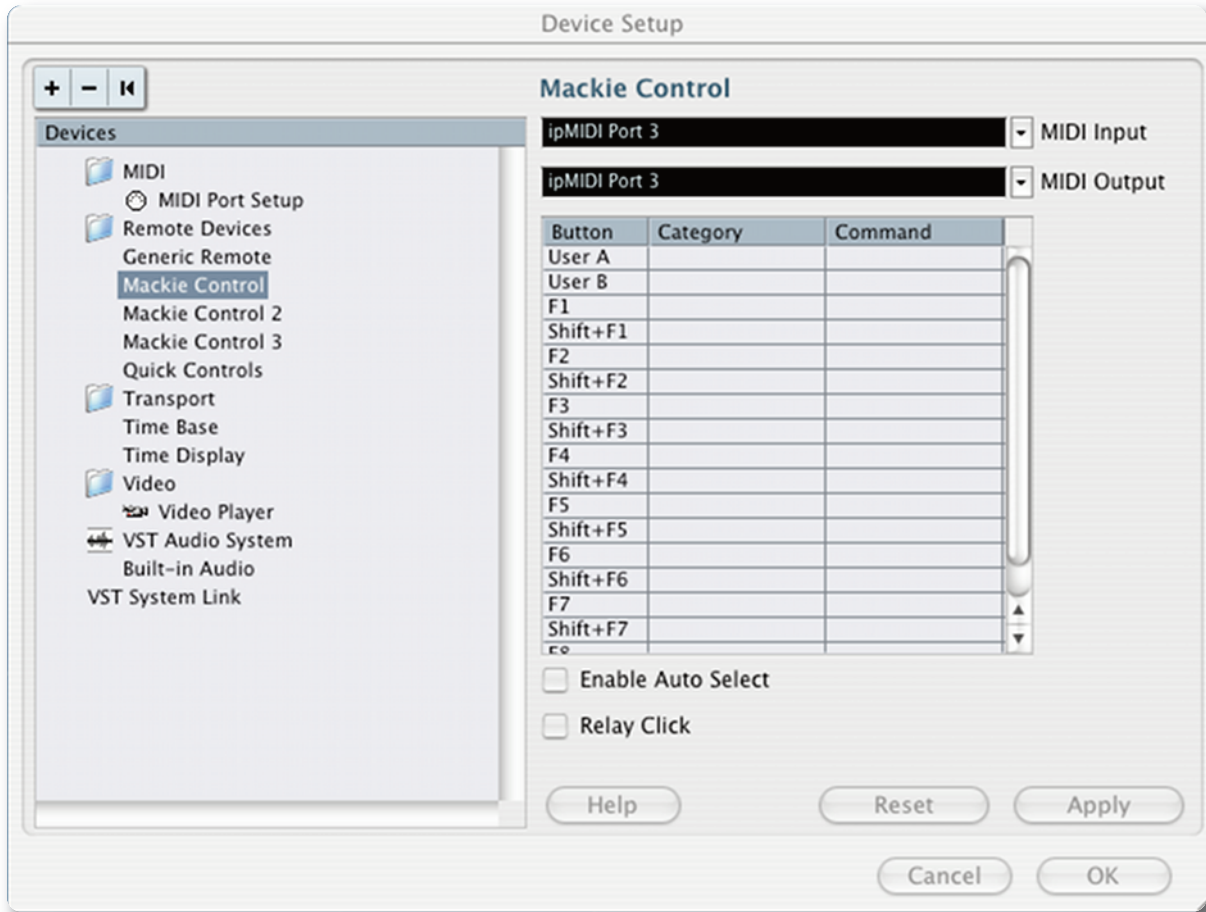 Device Setup
+ -
Devices
MIDI
MIDI Port Setup
Remote Devices
Generic Remote
Mackie Control
Mackie Control 2
Mackie Control 3
Quick Controls
Transport
Time Base
Time Display
Video
Video Player
VST Audio System
Built-in Audio
VST System Link
Mackie Control
ipMIDI Port 3 MIDI Input
ipMIDI Port 3 MIDI Output
Button Category Command
User A
User B
F1
Shift+F1
F2
Shift+F2
F3
Shift+F3
F4
Shift+F4
F5
Shift+F5
F6
Shift+F6
F7
Shift+F7
F8
Enable Auto Select
Relay Click
Help Reset Apply
Cancel OK